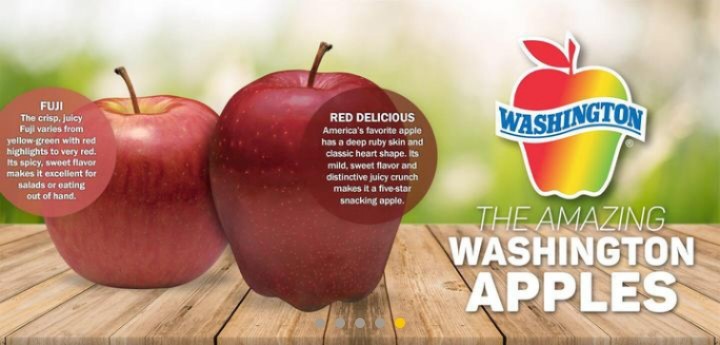 FUJI
The crisp, juicy
Fuji varies from
yellow-green with red
highlights to very red.
Its spicy, sweet flavor
makes it excellent for
salads or eating
out of hand.
RED DELICIOUS
America's favorite apple
has a deep ruby skin and
classic heart shape. Its
mild, sweet flavor and
distinctive juicy crunch
makes it a five-star
snacking apple.
WASHINGTON
THE AMAZING
WASHINGTON
APPLES